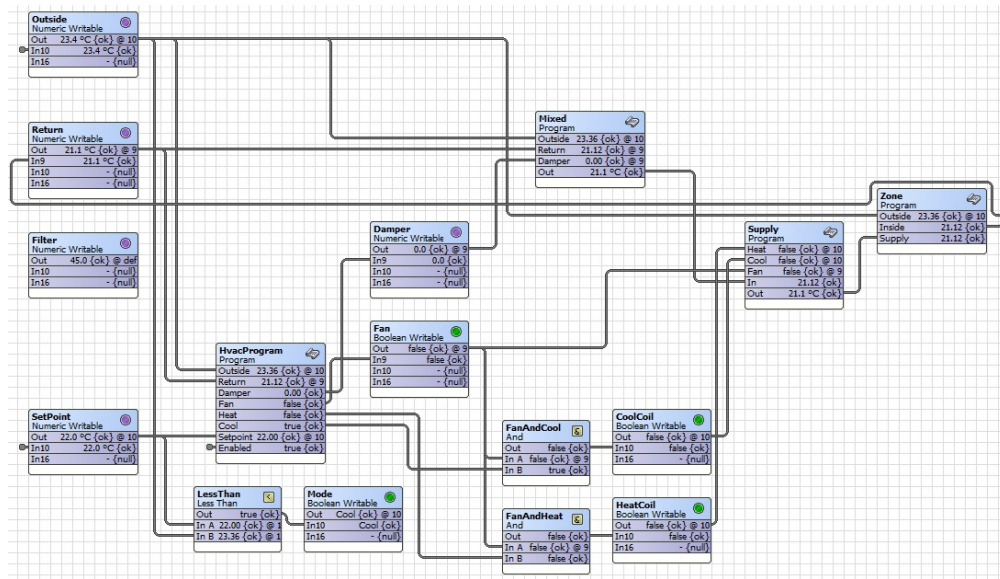 Outside
Numeric Writable
Out 23.4 °C {ok} @ 10
In10 23.4 °C {ok}
In16 - {null}
Return
Numeric Writable
Out 21.1 °C {ok} @ 9
In9 21.1 °C {ok}
In10 - {null}
In16 - {null}
Filter
Numeric Writable
Out 45.0 {ok} @ def
In10 - {null}
In16 - {null}
SetPoint
Numeric Writable
Out 22.0 °C {ok} @ 10
In10 22.0 °C {ok}
In16 - {null}
HvacProgram
Program
Outside 23.36 {ok} @ 10
Return 21.12 {ok} @ 9
Damper 0.00 {ok}
Fan false {ok}
Heat false {ok}
Cool true {ok}
Setpoint 22.00 {ok} @ 10
Enabled true {ok}
LessThan
Less Than
Out true {ok}
In A 22.00 {ok} @ 1
In B 23.36 {ok} @ 1
Mode
Boolean Writable
Out Cool {ok} @ 10
In10 Cool {ok}
In16 - {null}
Damper
Numeric Writable
Out 0.0 {ok} @ 9
In9 0.0 {ok}
In10 - {null}
In16 - {null}
Fan
Boolean Writable
Out false {ok} @ 9
In9 false {ok}
In10 - {null}
In16 - {null}
Mixed
Program
Outside 23.36 {ok} @ 10
Return 21.12 {ok} @ 9
Damper 0.00 {ok} @ 9
Out 21.1 °C {ok}
FanAndCool
And
Out false {ok}
In A false {ok} @ 9
In B true {ok}
FanAndHeat
And
Out false {ok}
In A false {ok} @ 9
In B false {ok}
CoolCoil
Boolean Writable
Out false {ok} @ 10
In10 false {ok}
In16 - {null}
HeatCoil
Boolean Writable
Out false {ok} @ 10
In10 false {ok}
In16 - {null}
Supply
Program
Heat false {ok} @ 10
Cool false {ok} @ 10
Fan false {ok} @ 9
In 21.12 {ok}
Out 21.1 °C {ok}
Zone
Program
Outside 23.36 {ok} @ 10
Inside 21.12 {ok}
Supply 21.12 {ok}